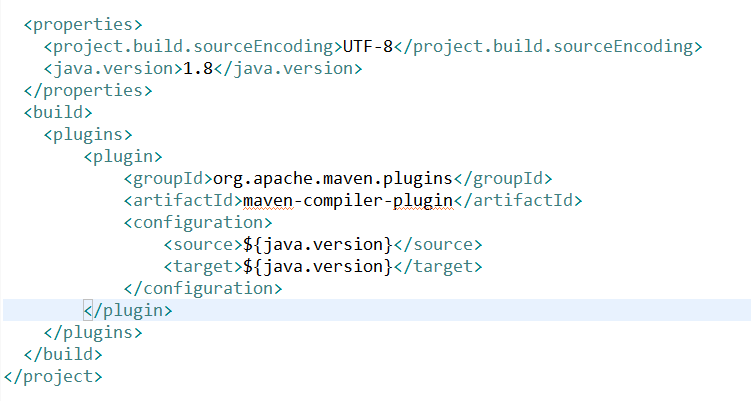 <properties>
<project.build.sourceEncoding>UTF-8</project.build.sourceEncoding>
<java.version>1.8</java.version>
</properties>
<build>
<plugins>
<plugin>
<groupId>org.apache.maven.plugins</groupId>
<artifactId>maven-compiler-plugin</artifactId>
<configuration>
<source>${java.version}</source>
<target>${java.version}</target>
</configuration>
</plugin>
</plugins>
</build>
</project>